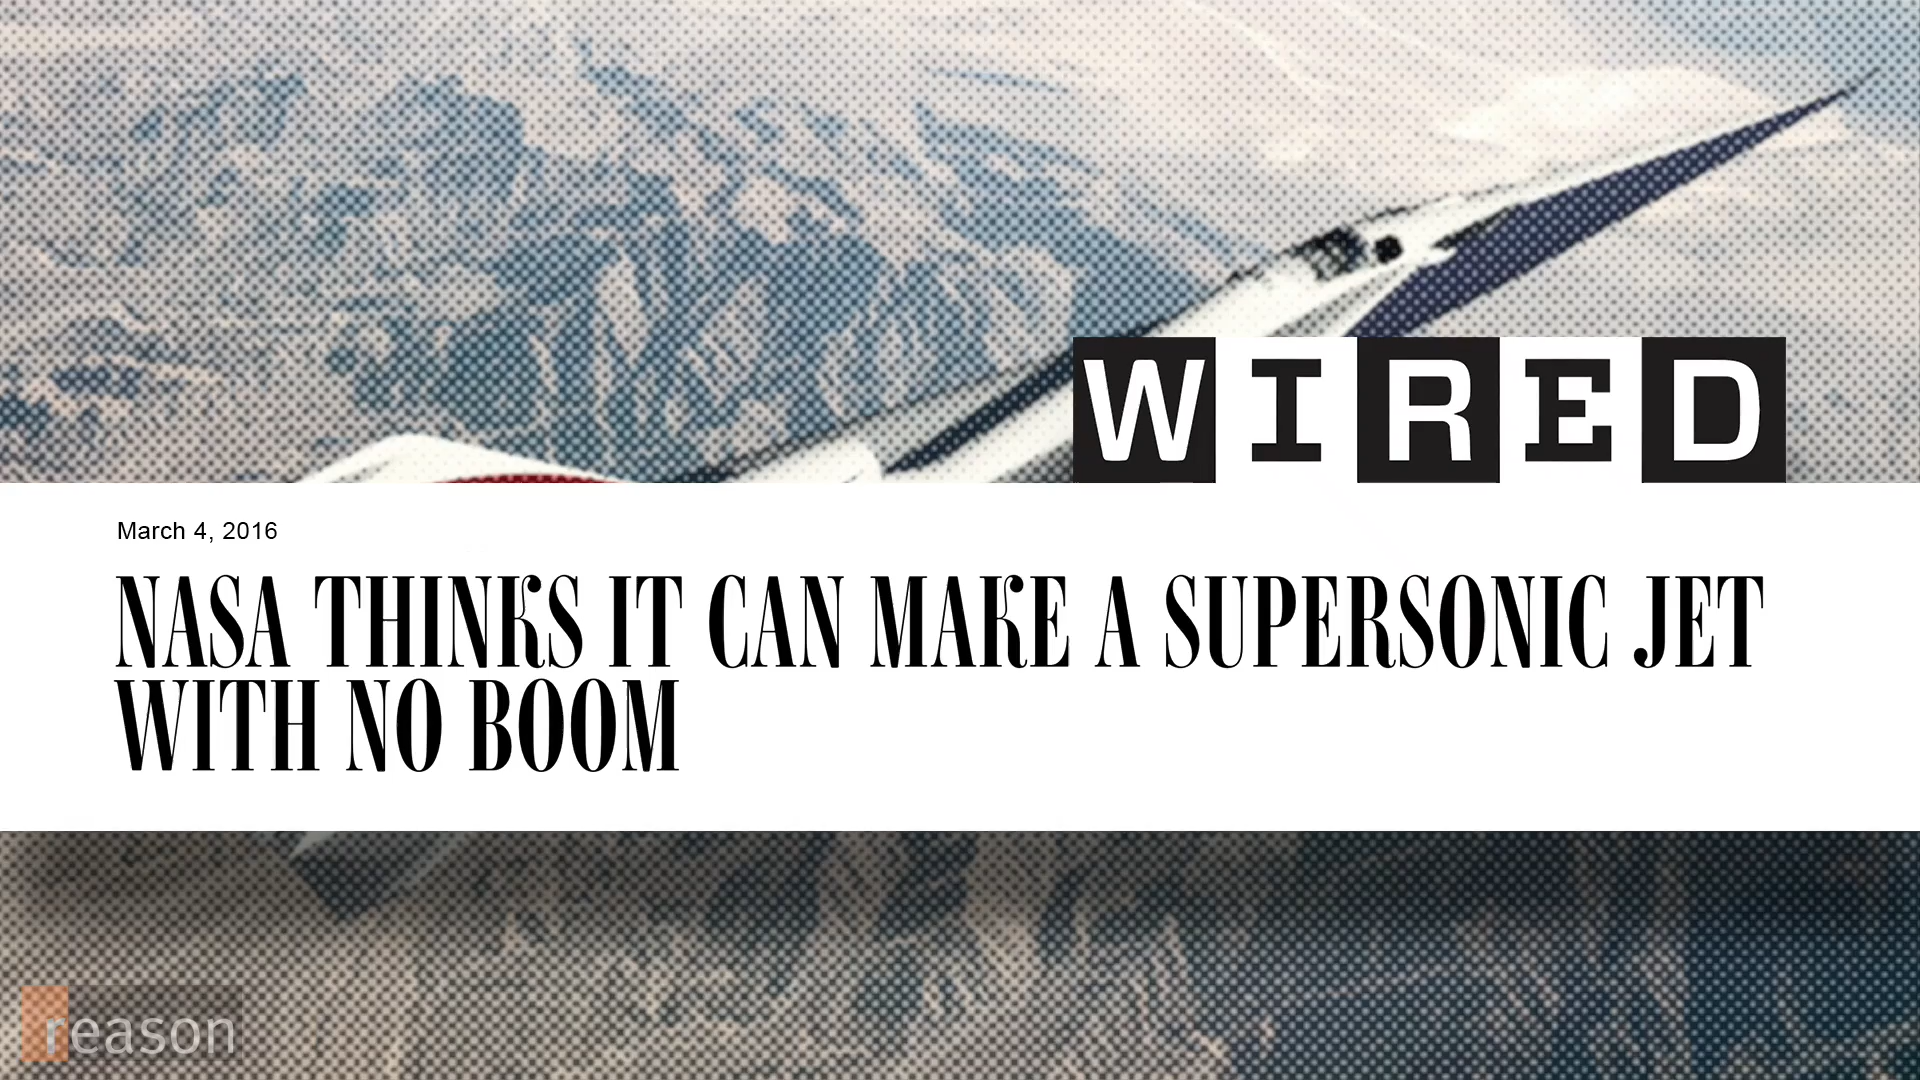 WIRED
March 4, 2016
NASA THINKS IT CAN MAKE A SUPERSONIC JET
WITH NO BOOM
reason